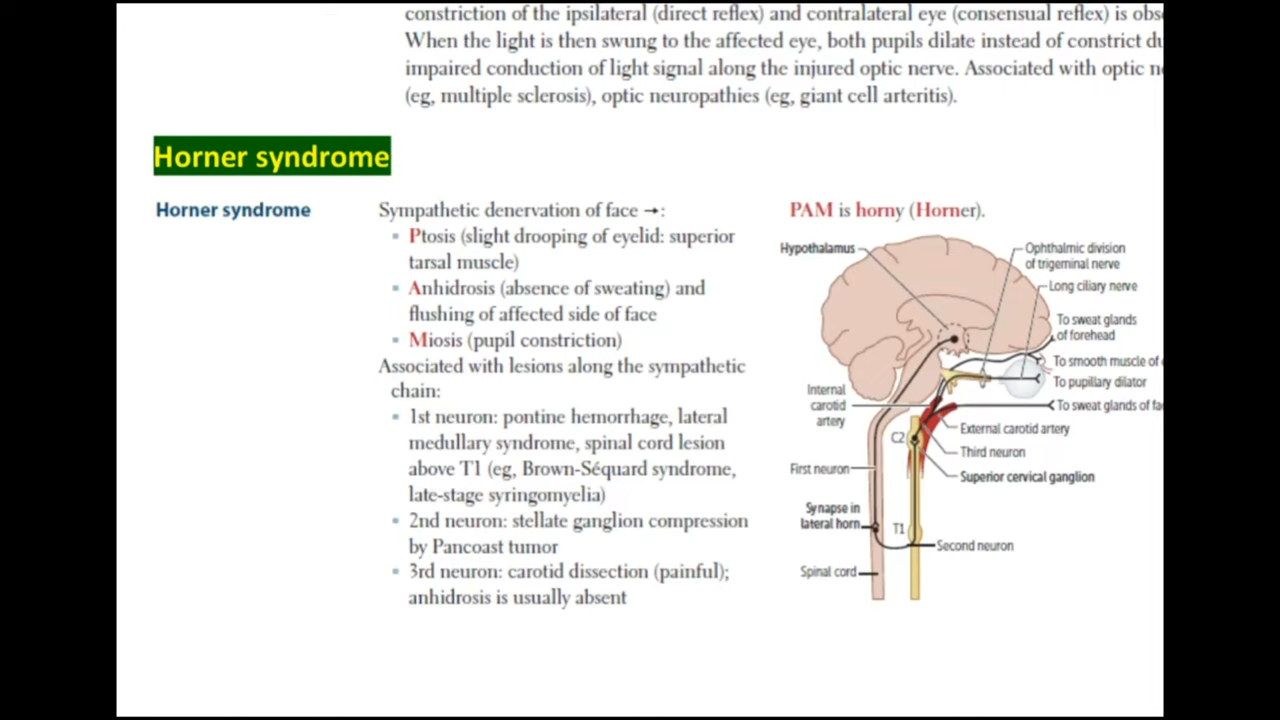 constriction of the ipsilateral (direct reflex) and contralateral eye (consensual reflex) is obs
When the light is then swung to the affected eye, both pupils dilate instead of constrict du
impaired conduction of light signal along the injured optic nerve. Associated with optic n
(eg, multiple sclerosis), optic neuropathies (eg, giant cell arteritis).
Horner syndrome
Horner syndrome
Sympathetic denervation of face →:
▪ Ptosis (slight drooping of eyelid: superior
tarsal muscle)
▪ Anhidrosis (absence of sweating) and
flushing of affected side of face
▪ Miosis (pupil constriction)
Associated with lesions along the sympathetic
chain:
▪ 1st neuron: pontine hemorrhage, lateral
medullary syndrome, spinal cord lesion
above T1 (eg, Brown-Séquard syndrome,
late-stage syringomyelia)
▪ 2nd neuron: stellate ganglion compression
by Pancoast tumor
▪ 3rd neuron: carotid dissection (painful);
anhidrosis is usually absent
PAM is horny (Horner).
Hypothalamus
Ophthalmic division
of trigeminal nerve
Long ciliary nerve
To sweat glands
of forehead
To smooth muscle of
To pupillary dilator
To sweat glands of fa
Internal
carotid
artery
External carotid artery
C2
Third neuron
First neuron
Superior cervical ganglion
Synapse in
lateral horn
T1
Second neuron
Spinal cord